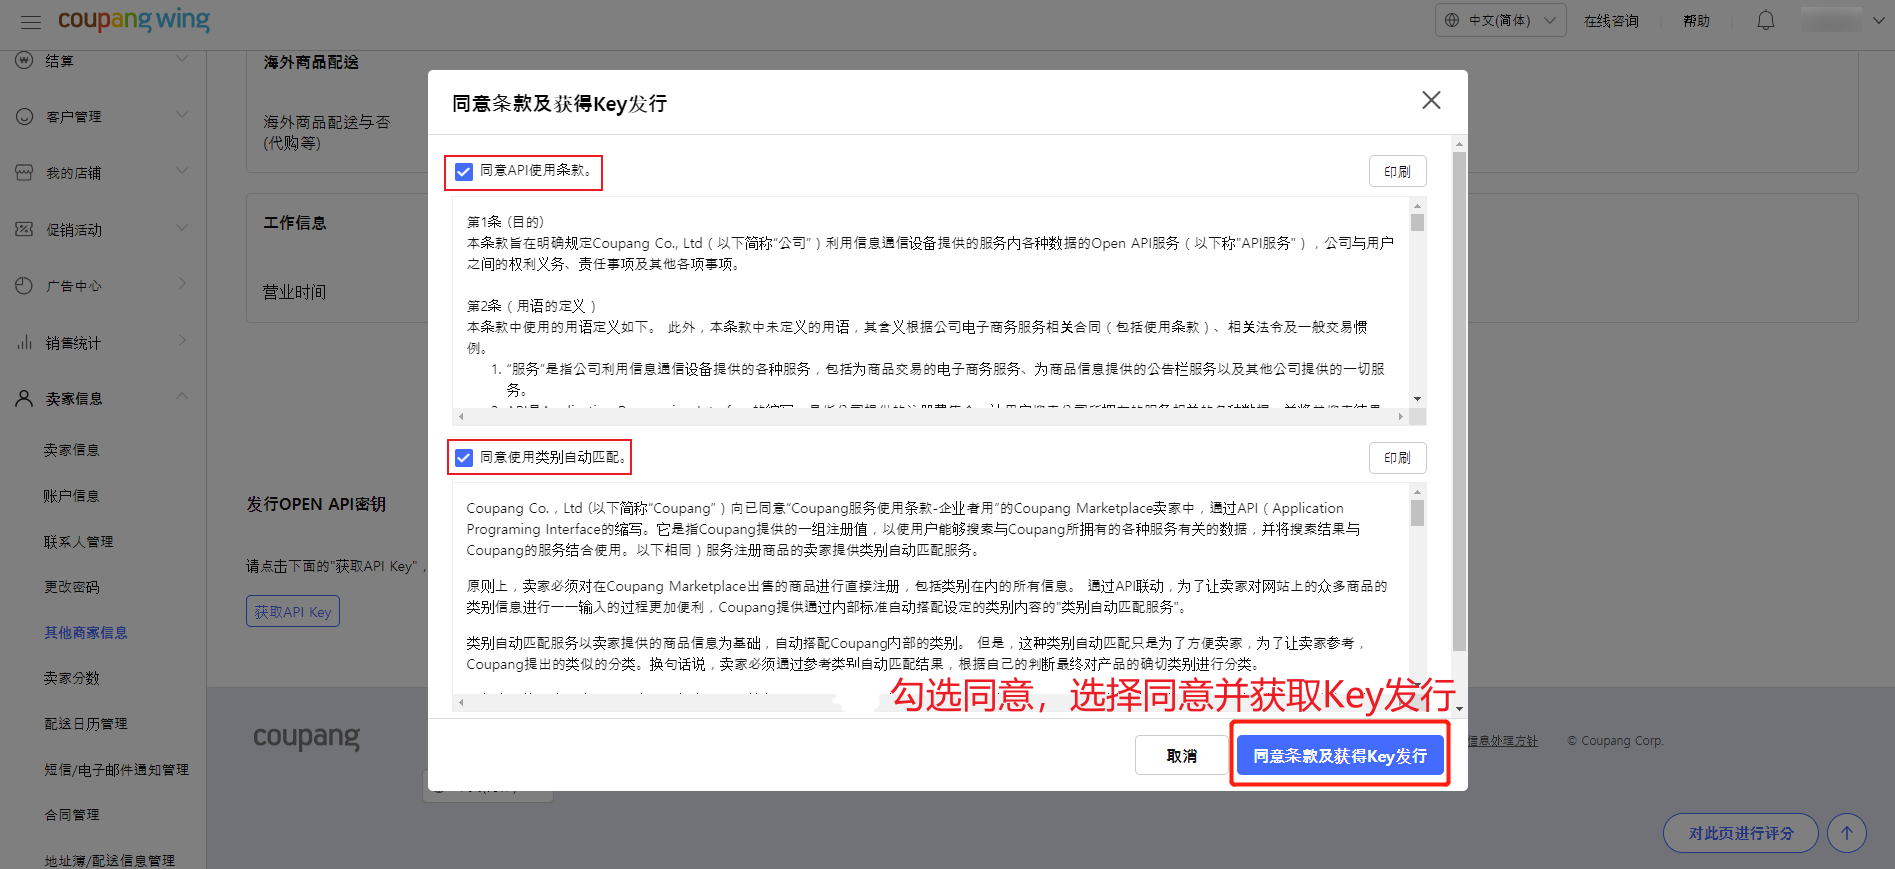 coupang wing
中文(简体)
在线咨询
帮助
结算
客户管理
我的店铺
促销活动
广告中心
销售统计
卖家信息
卖家信息
账户信息
联系人管理
更改密码
其他商家信息
卖家分数
配送日历管理
短信/电子邮件通知管理
合同管理
地址簿/配送信息管理
海外商品配送
海外商品配送与否
(代购等)
工作信息
营业时间
发行OPEN API密钥
请点击下面的"获取API Key"，
获取API Key
coupang
同意条款及获得Key发行
同意API使用条款。
印刷
第1条 (目的)
本条款旨在明确规定Coupang Co., Ltd（以下简称"公司"）利用信息通信设备提供的服务内各种数据的Open API服务（以下称"API服务"），公司与用户
之间的权利义务、责任事项及其他各项事项。
第2条（用语的定义）
本条款中使用的用语定义如下。 此外，本条款中未定义的用语，其含义根据公司电子商务服务相关合同（包括使用条款）、相关法令及一般交易惯
例。
1. "服务"是指公司利用信息通信设备提供的各种服务，包括为商品交易的电子商务服务、为商品信息提供的公告栏服务以及其他公司提供的一切服
务。
同意使用类别自动匹配。
印刷
Coupang Co.，Ltd (以下简称"Coupang"）向已同意"Coupang服务使用条款-企业者用"的Coupang Marketplace卖家中，通过API（Application
Programing Interface的缩写。它是指Coupang提供的一组注册值，以使用户能够搜索与Coupang所拥有的各种服务有关的数据，并将搜索结果与
Coupang的服务结合使用。以下相同）服务注册商品的卖家提供类别自动匹配服务。
原则上，卖家必须对在Coupang Marketplace出售的商品进行直接注册，包括类别在内的所有信息。 通过API联动，为了让卖家对网站上的众多商品的
类别信息进行一一输入的过程更加便利，Coupang提供通过内部标准自动搭配设定的类别内容的"类别自动匹配服务"。
类别自动匹配服务以卖家提供的商品信息为基础，自动搭配Coupang内部的类别。 但是，这种类别自动匹配只是为了方便卖家，为了让卖家参考，
Coupang提出的类似的分类。换句话说，卖家必须通过参考类别自动匹配结果，根据自己的判断最终对产品的确切类别进行分类。
勾选同意，选择同意并获取Key发行
取消
同意条款及获得Key发行
信息处理方针
© Coupang Corp.
对此页进行评分